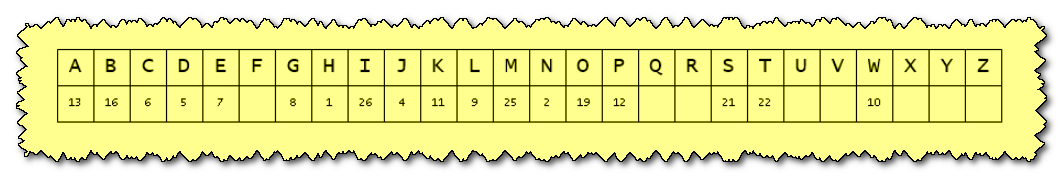 A B C D E F G H I J K L M N O P Q R S T U V W X Y Z
13 16 6 5 7 8 1 26 4 11 9 25 2 19 12 21 22 10